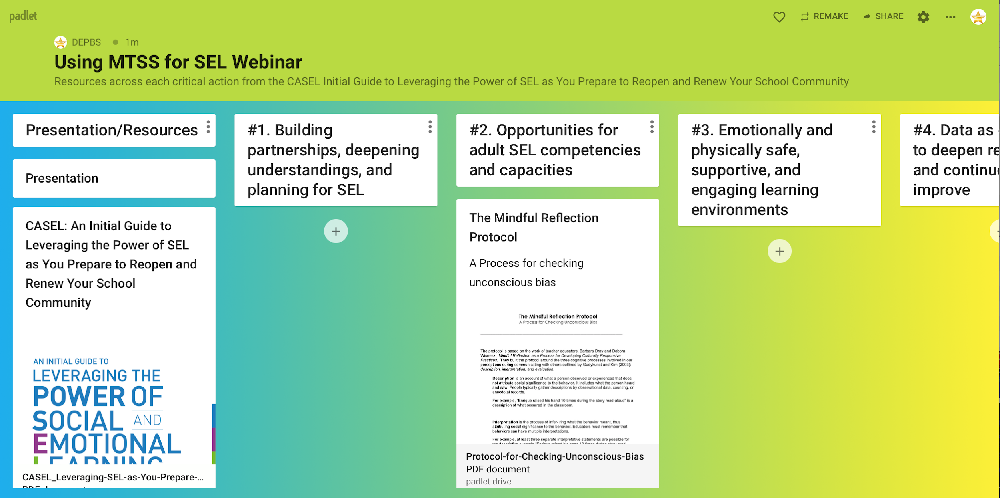 padlet
REMAKE
SHARE
DEPBS • 1m
Using MTSS for SEL Webinar
Resources across each critical action from the CASEL Initial Guide to Leveraging the Power of SEL as You Prepare to Reopen and Renew Your School Community
Presentation/Resources
Presentation
CASEL: An Initial Guide to
Leveraging the Power of SEL
as You Prepare to Reopen and
Renew Your School
Community
AN INITIAL GUIDE TO
LEVERAGING THE
POWER OF
SOCIAL AND
EMOTIONAL
LEARNING
CASEL_Leveraging-SEL-as-You-Prepare-...
PDF document
#1. Building
partnerships, deepening
understandings, and
planning for SEL
#2. Opportunities for
adult SEL competencies
and capacities
The Mindful Reflection
Protocol
A Process for checking
unconscious bias
The Mindful Reflection Protocol
A Process for Checking Unconscious Bias
The protocol is based on the work of teacher educators, Barbara Dray and Debora
Wisneski, Mindful Reflection as a Process for Developing Culturally Responsive
Practices. They built the protocol around the three cognitive processes involved in our
perceptions during communicating with others outlined by Gudykunst and Kim (2003):
description, interpretation, and evaluation.
Description is an account of what a person observed or experienced that does
not attribute social significance to the behavior. It includes what the person heard
and saw. People typically gather descriptions by observational data, counting, or
anecdotal records.
For example, “Enrique raised his hand 10 times during the story read-aloud” is a
description of what occurred in the classroom.
Interpretation is the process of infer- ring what the behavior meant, thus
attributing social significance to the behavior. Educators must remember that
behaviors can have multiple interpretations.
For example, at least three separate interpretative statements are possible for
Protocol-for-Checking-Unconscious-Bias
PDF document
padlet drive
#3. Emotionally and
physically safe,
supportive, and
engaging learning
environments
#4. Data as
to deepen re
and continu
improve